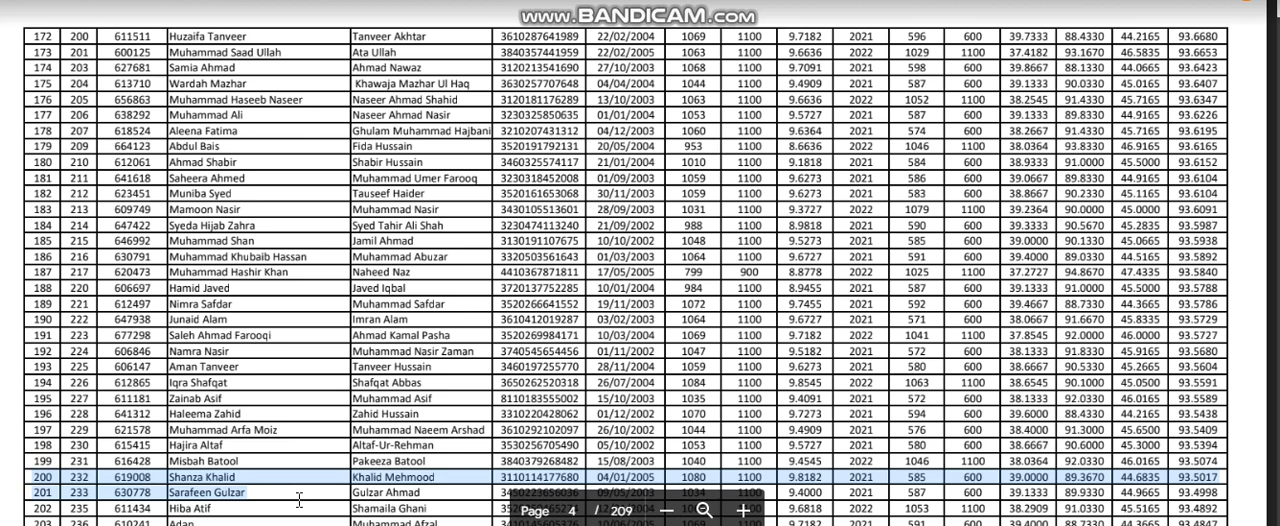 www.BANDICAM.com
172 200 611511 Huzaifa Tanveer Tanveer Akhtar 3610287641989 22/02/2004 1069 1100 9.7182 2021 596 600 39.7333 88.4330 44.2165 93.6680
173 201 600125 Muhammad Saad Ullah Ata Ullah 3840357441959 22/02/2005 1063 1100 9.6636 2022 1029 1100 37.4182 93.1670 46.5835 93.6653
174 203 627681 Samia Ahmad Ahmad Nawaz 3120213541690 27/10/2003 1068 1100 9.7091 2021 598 600 39.8667 88.1330 44.0665 93.6423
175 204 613710 Wardah Mazhar Khawaja Mazhar Ul Haq 3630257707648 04/04/2004 1044 1100 9.4909 2021 587 600 39.1333 90.0330 45.0165 93.6407
176 205 656863 Muhammad Haseeb Naseer Naseer Ahmad Shahid 3120181176289 13/10/2003 1063 1100 9.6636 2022 1052 1100 38.2545 91.4330 45.7165 93.6347
177 206 638292 Muhammad Ali Naseer Ahmad Nasir 3230325850635 01/01/2004 1053 1100 9.5727 2021 587 600 39.1333 89.8330 44.9165 93.6226
178 207 618524 Aleena Fatima Ghulam Muhammad Hajbani 3210207431312 04/12/2003 1060 1100 9.6364 2021 574 600 38.2667 91.4330 45.7165 93.6195
179 209 664123 Abdul Bais Fida Hussain 3520191792131 20/05/2004 953 1100 8.6636 2022 1046 1100 38.0364 93.8330 46.9165 93.6165
180 210 612061 Ahmad Shabir Shabir Hussain 3460325574117 21/01/2004 1010 1100 9.1818 2021 584 600 38.9333 91.0000 45.5000 93.6152
181 211 641618 Saheera Ahmed Muhammad Umer Farooq 3230318452008 01/09/2003 1059 1100 9.6273 2021 586 600 39.0667 89.8330 44.9165 93.6104
182 212 623451 Muniba Syed Tauseef Haider 3520161653068 30/11/2003 1059 1100 9.6273 2021 583 600 38.8667 90.2330 45.1165 93.6104
183 213 609749 Mamoon Nasir Muhammad Nasir 3430105513601 28/09/2003 1031 1100 9.3727 2022 1079 1100 39.2364 90.0000 45.0000 93.6091
184 214 647422 Syeda Hijab Zahra Syed Tahir Ali Shah 3230474113240 21/09/2002 988 1100 8.9818 2021 590 600 39.3333 90.5670 45.2835 93.5987
185 215 646992 Muhammad Shan Jamil Ahmad 3130191107675 10/10/2002 1048 1100 9.5273 2021 585 600 39.0000 90.1330 45.0665 93.5938
186 216 630791 Muhammad Khubaib Hassan Muhammad Abuzar 3320503561643 01/03/2003 1064 1100 9.6727 2021 591 600 39.4000 89.0330 44.5165 93.5892
187 217 620473 Muhammad Hashir Khan Naheed Naz 4410367871811 17/05/2005 799 900 8.8778 2022 1025 1100 37.2727 94.8670 47.4335 93.5840
188 220 606697 Hamid Javed Javed Iqbal 3720137752285 10/01/2004 984 1100 8.9455 2021 587 600 39.1333 91.0000 45.5000 93.5788
189 221 612497 Nimra Safdar Muhammad Safdar 3520266641552 19/11/2003 1072 1100 9.7455 2021 592 600 39.4667 88.7330 44.3665 93.5786
190 222 647938 Junaid Alam Imran Alam 3610412019287 03/02/2003 1064 1100 9.6727 2021 571 600 38.0667 91.6670 45.8335 93.5729
191 223 677298 Saleh Ahmad Farooqi Ahmad Kamal Pasha 3520269984171 10/03/2004 1069 1100 9.7182 2022 1041 1100 37.8545 92.0000 46.0000 93.5727
192 224 606846 Namra Nasir Muhammad Nasir Zaman 3740545654456 01/11/2002 1047 1100 9.5182 2021 572 600 38.1333 91.8330 45.9165 93.5680
193 225 606147 Aman Tanveer Tanveer Hussain 3460197255770 28/11/2004 1059 1100 9.6273 2021 580 600 38.6667 90.5330 45.2665 93.5604
194 226 612865 Iqra Shafqat Shafqat Abbas 3650262520318 26/07/2004 1084 1100 9.8545 2022 1063 1100 38.6545 90.1000 45.0500 93.5591
195 227 611181 Zainab Asif Muhammad Asif 8110183555002 15/10/2003 1035 1100 9.4091 2021 572 600 38.1333 92.0330 46.0165 93.5589
196 228 641312 Haleema Zahid Zahid Hussain 3310220428062 01/12/2002 1070 1100 9.7273 2021 594 600 39.6000 88.4330 44.2165 93.5438
197 229 621578 Muhammad Arfa Moiz Muhammad Naeem Arshad 3610292102097 26/10/2002 1044 1100 9.4909 2021 576 600 38.4000 91.3000 45.6500 93.5409
198 230 615415 Hajira Altaf Altaf-Ur-Rehman 3530256705490 05/10/2002 1053 1100 9.5727 2021 580 600 38.6667 90.6000 45.3000 93.5394
199 231 616428 Misbah Batool Pakeeza Batool 3840379268482 15/08/2003 1040 1100 9.4545 2022 1046 1100 38.0364 92.0330 46.0165 93.5074
200 232 619008 Shanza Khalid Khalid Mehmood 3110114177680 04/01/2005 1080 1100 9.8182 2021 585 600 39.0000 89.3670 44.6835 93.5017
201 233 630778 Sarafeen Gulzar Gulzar Ahmad 3450223656036 09/05/2003 1034 1100 9.4000 2021 587 600 39.1333 89.9330 44.9665 93.4998
202 235 611434 Hiba Atif Shamaila Ghani 9.6818 2022 1053 1100 38.2909 91.0330 45.5165 93.4893
Page 4 / 209
203 236 610241 Adan Muhammad Afzal 9.7182 2021 591 600